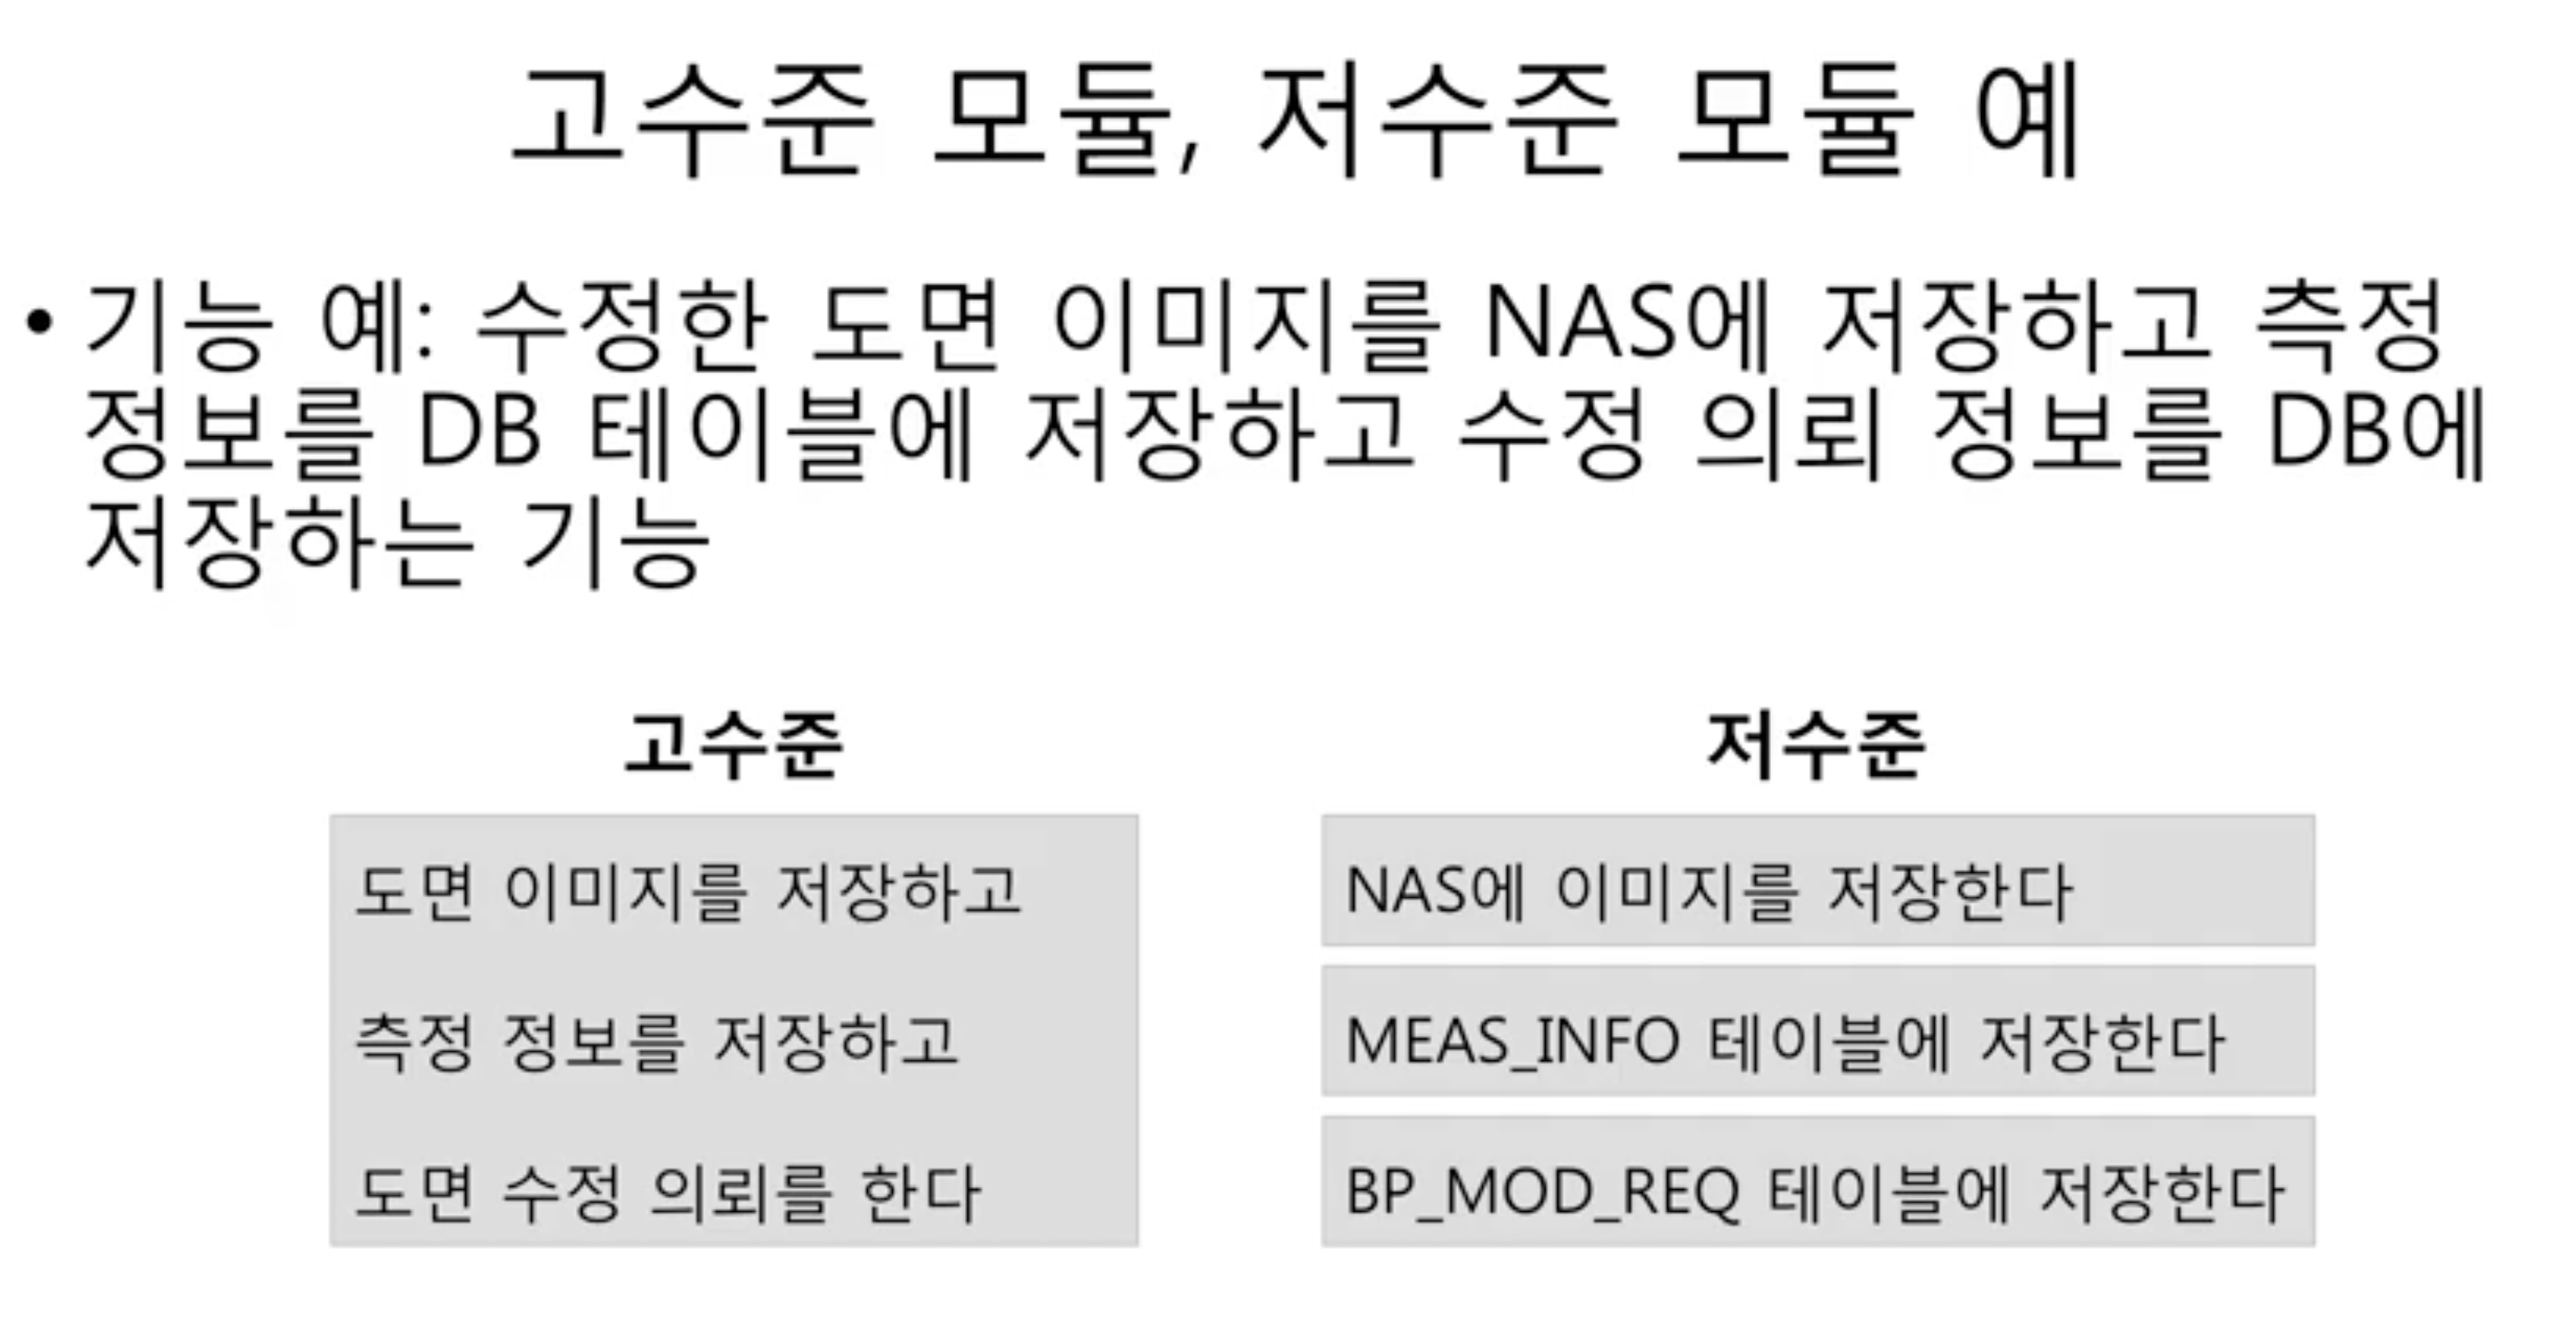 고수준 모듈, 저수준 모듈 예
• 기능 예: 수정한 도면 이미지를 NAS에 저장하고 측정
정보를 DB 테이블에 저장하고 수정 의뢰 정보를 DB에
저장하는 기능
고수준
도면 이미지를 저장하고
측정 정보를 저장하고
도면 수정 의뢰를 한다
저수준
NAS에 이미지를 저장한다
MEAS_INFO 테이블에 저장한다
BP_MOD_REQ 테이블에 저장한다